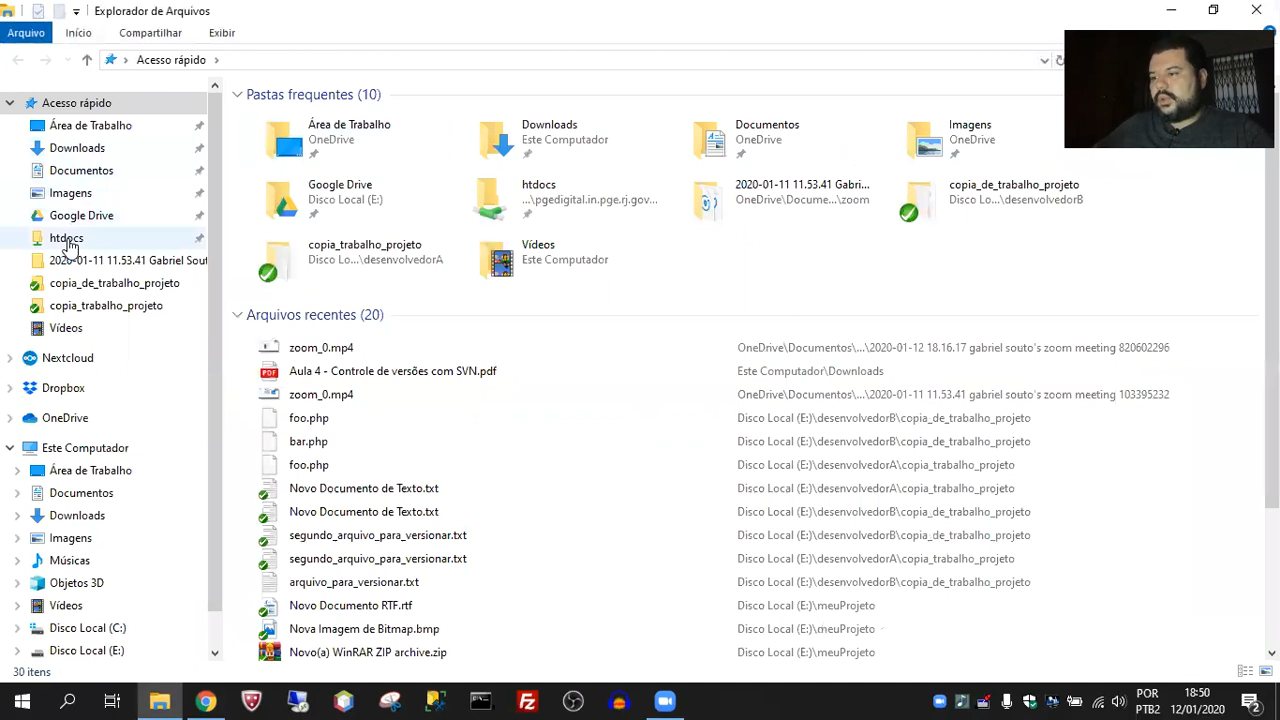 Explorador de Arquivos
Arquivo Início Compartilhar Exibir
Acesso rápido
Acesso rápido
Área de Trabalho
Downloads
Documentos
Imagens
Google Drive
htdocs
2020-01-11 11.53.41 Gabriel Sout
copia_de_trabalho_projeto
copia_trabalho_projeto
Vídeos
Nextcloud
Dropbox
OneDrive
Este Computador
Área de Trabalho
Documentos
Downloads
Imagens
Músicas
Objetos 3D
Vídeos
Disco Local (C:)
Disco Local (E:)
Pastas frequentes (10)
Área de Trabalho
OneDrive
Downloads
Este Computador
Documentos
OneDrive
Imagens
OneDrive
Google Drive
Disco Local (E:)
htdocs
...\pgedigital.in.pge.rj.gov...
2020-01-11 11.53.41 Gabri...
OneDrive\Docume...\zoom
copia_de_trabalho_projeto
Disco Lo...\desenvolvedorB
copia_trabalho_projeto
Disco Lo...\desenvolvedorA
Vídeos
Este Computador
Arquivos recentes (20)
zoom_0.mp4 OneDrive\Documentos\...\2020-01-12 18.16.17 gabriel souto's zoom meeting 820602296
Aula 4 - Controle de versões com SVN.pdf Este Computador\Downloads
zoom_0.mp4 OneDrive\Documentos\...\2020-01-11 11.53.41 gabriel souto's zoom meeting 103395232
foo.php Disco Local (E:)\desenvolvedorB\copia_de_trabalho_projeto
bar.php Disco Local (E:)\desenvolvedorB\copia_de_trabalho_projeto
foo.php Disco Local (E:)\desenvolvedorA\copia_trabalho_projeto
Novo Documento de Texto.txt Disco Local (E:)\desenvolvedorA\copia_trabalho_projeto
Novo Documento de Texto.txt Disco Local (E:)\desenvolvedorB\copia_de_trabalho_projeto
segundo_arquivo_para_versionar.txt Disco Local (E:)\desenvolvedorB\copia_de_trabalho_projeto
segundo_arquivo_para_versionar.txt Disco Local (E:)\desenvolvedorA\copia_trabalho_projeto
arquivo_para_versionar.txt Disco Local (E:)\desenvolvedorB\copia_de_trabalho_projeto
Novo Documento RTF.rtf Disco Local (E:)\meuProjeto
Nova Imagem de Bitmap.bmp Disco Local (E:)\meuProjeto
Novo(a) WinRAR ZIP archive.zip Disco Local (E:)\meuProjeto
30 itens
POR
PTB2
18:50
12/01/2020
2